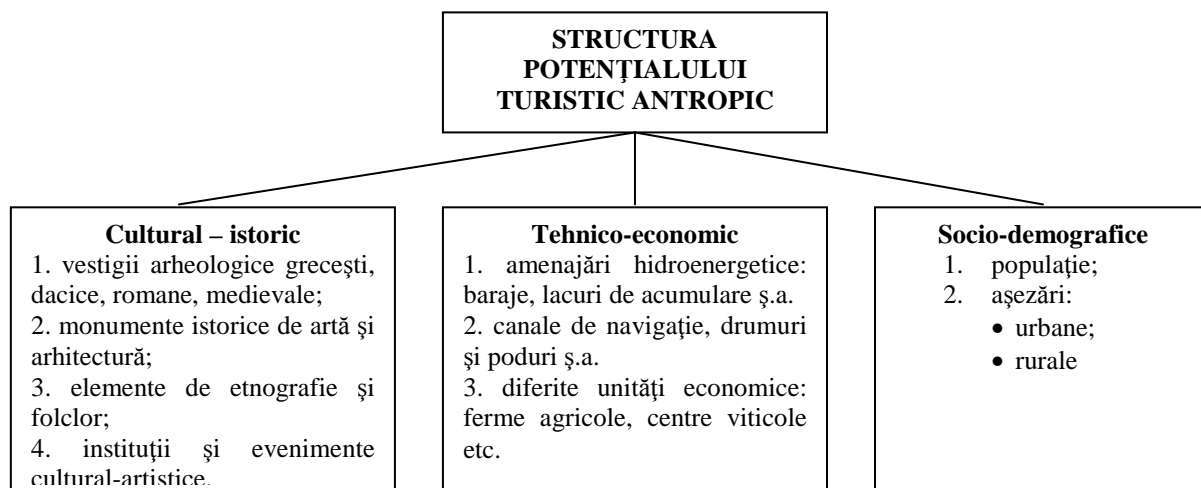 STRUCTURA
POTENŢIALULUI
TURISTIC ANTROPIC
Cultural – istoric
1. vestigii arheologice greceşti,
dacice, romane, medievale;
2. monumente istorice de artă şi
arhitectură;
3. elemente de etnografie şi
folclor;
4. instituţii şi evenimente
cultural-artistice.
Tehnico-economic
1. amenajări hidroenergetice:
baraje, lacuri de acumulare ş.a.
2. canale de navigaţie, drumuri
şi poduri ş.a.
3. diferite unităţi economice:
ferme agricole, centre viticole
etc.
Socio-demografice
1. populaţie;
2. aşezări:
• urbane;
• rurale